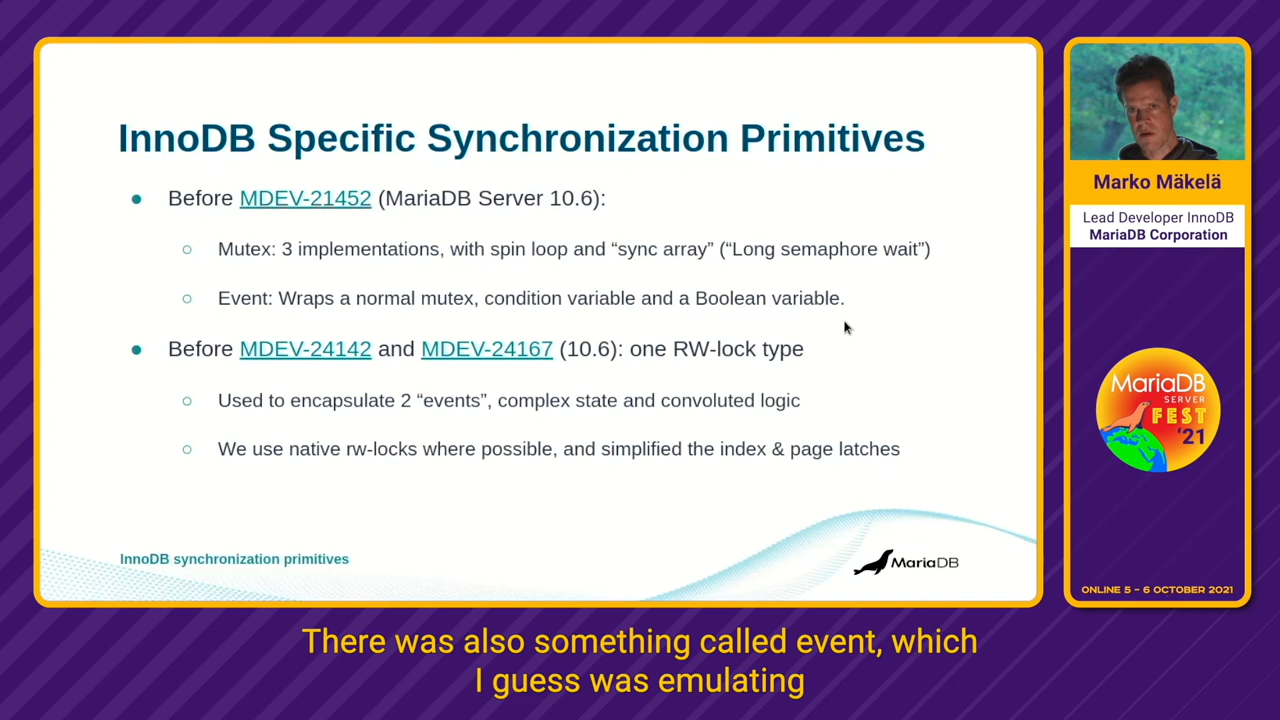 InnoDB Specific Synchronization Primitives
● Before MDEV-21452 (MariaDB Server 10.6):
○ Mutex: 3 implementations, with spin loop and “sync array” (“Long semaphore wait”)
○ Event: Wraps a normal mutex, condition variable and a Boolean variable.
● Before MDEV-24142 and MDEV-24167 (10.6): one RW-lock type
○ Used to encapsulate 2 “events”, complex state and convoluted logic
○ We use native rw-locks where possible, and simplified the index & page latches
InnoDB synchronization primitives
MariaDB
Marko Mäkelä
Lead Developer InnoDB
MariaDB Corporation
MariaDB
SERVER
FEST
'21
ONLINE 5 - 6 OCTOBER 2021
There was also something called event, which
I guess was emulating